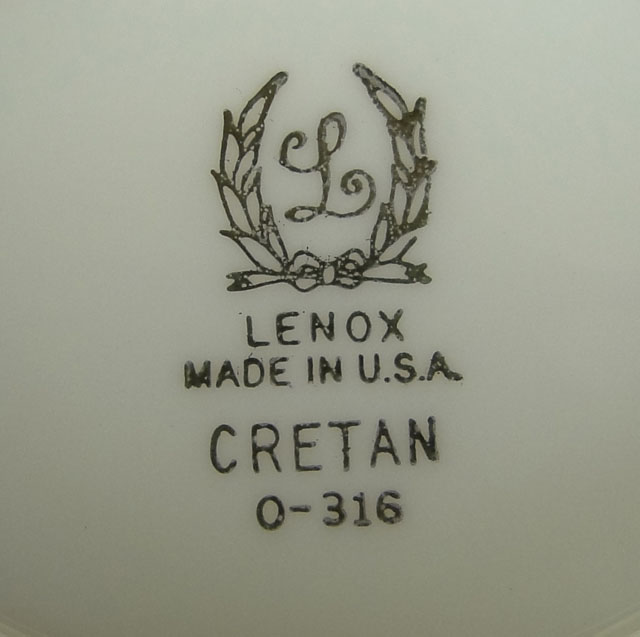 L
LENOX
MADE IN U.S.A.
CRETAN
O-316